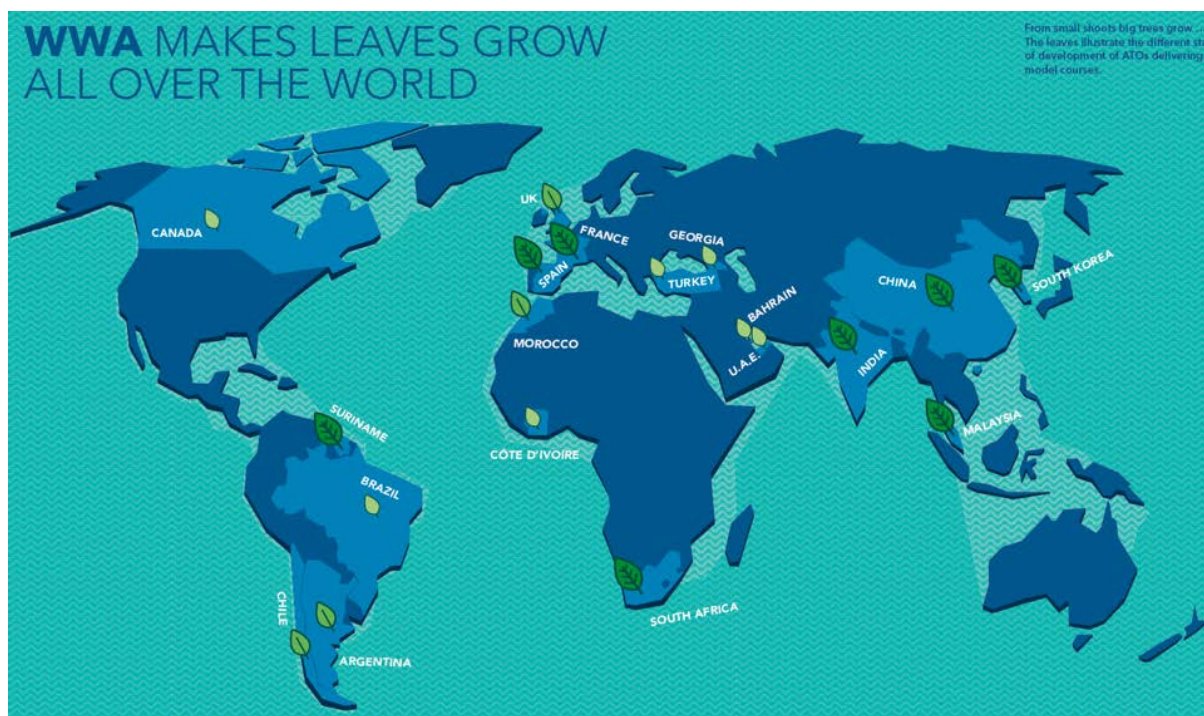 WWA MAKES LEAVES GROW
ALL OVER THE WORLD
From small shoots big trees grow...
The leaves illustrate the different
of development of ATOs delivering
model courses.
UK
CANADA
FRANCE
GEORGIA
SPAIN
TURKEY
CHINA
SOUTH KOREA
BAHRAIN
MOROCCO
U.A.E.
INDIA
SURINAME
MALAYSIA
CÔTE D'IVOIRE
BRAZIL
CHILE
SOUTH AFRICA
ARGENTINA